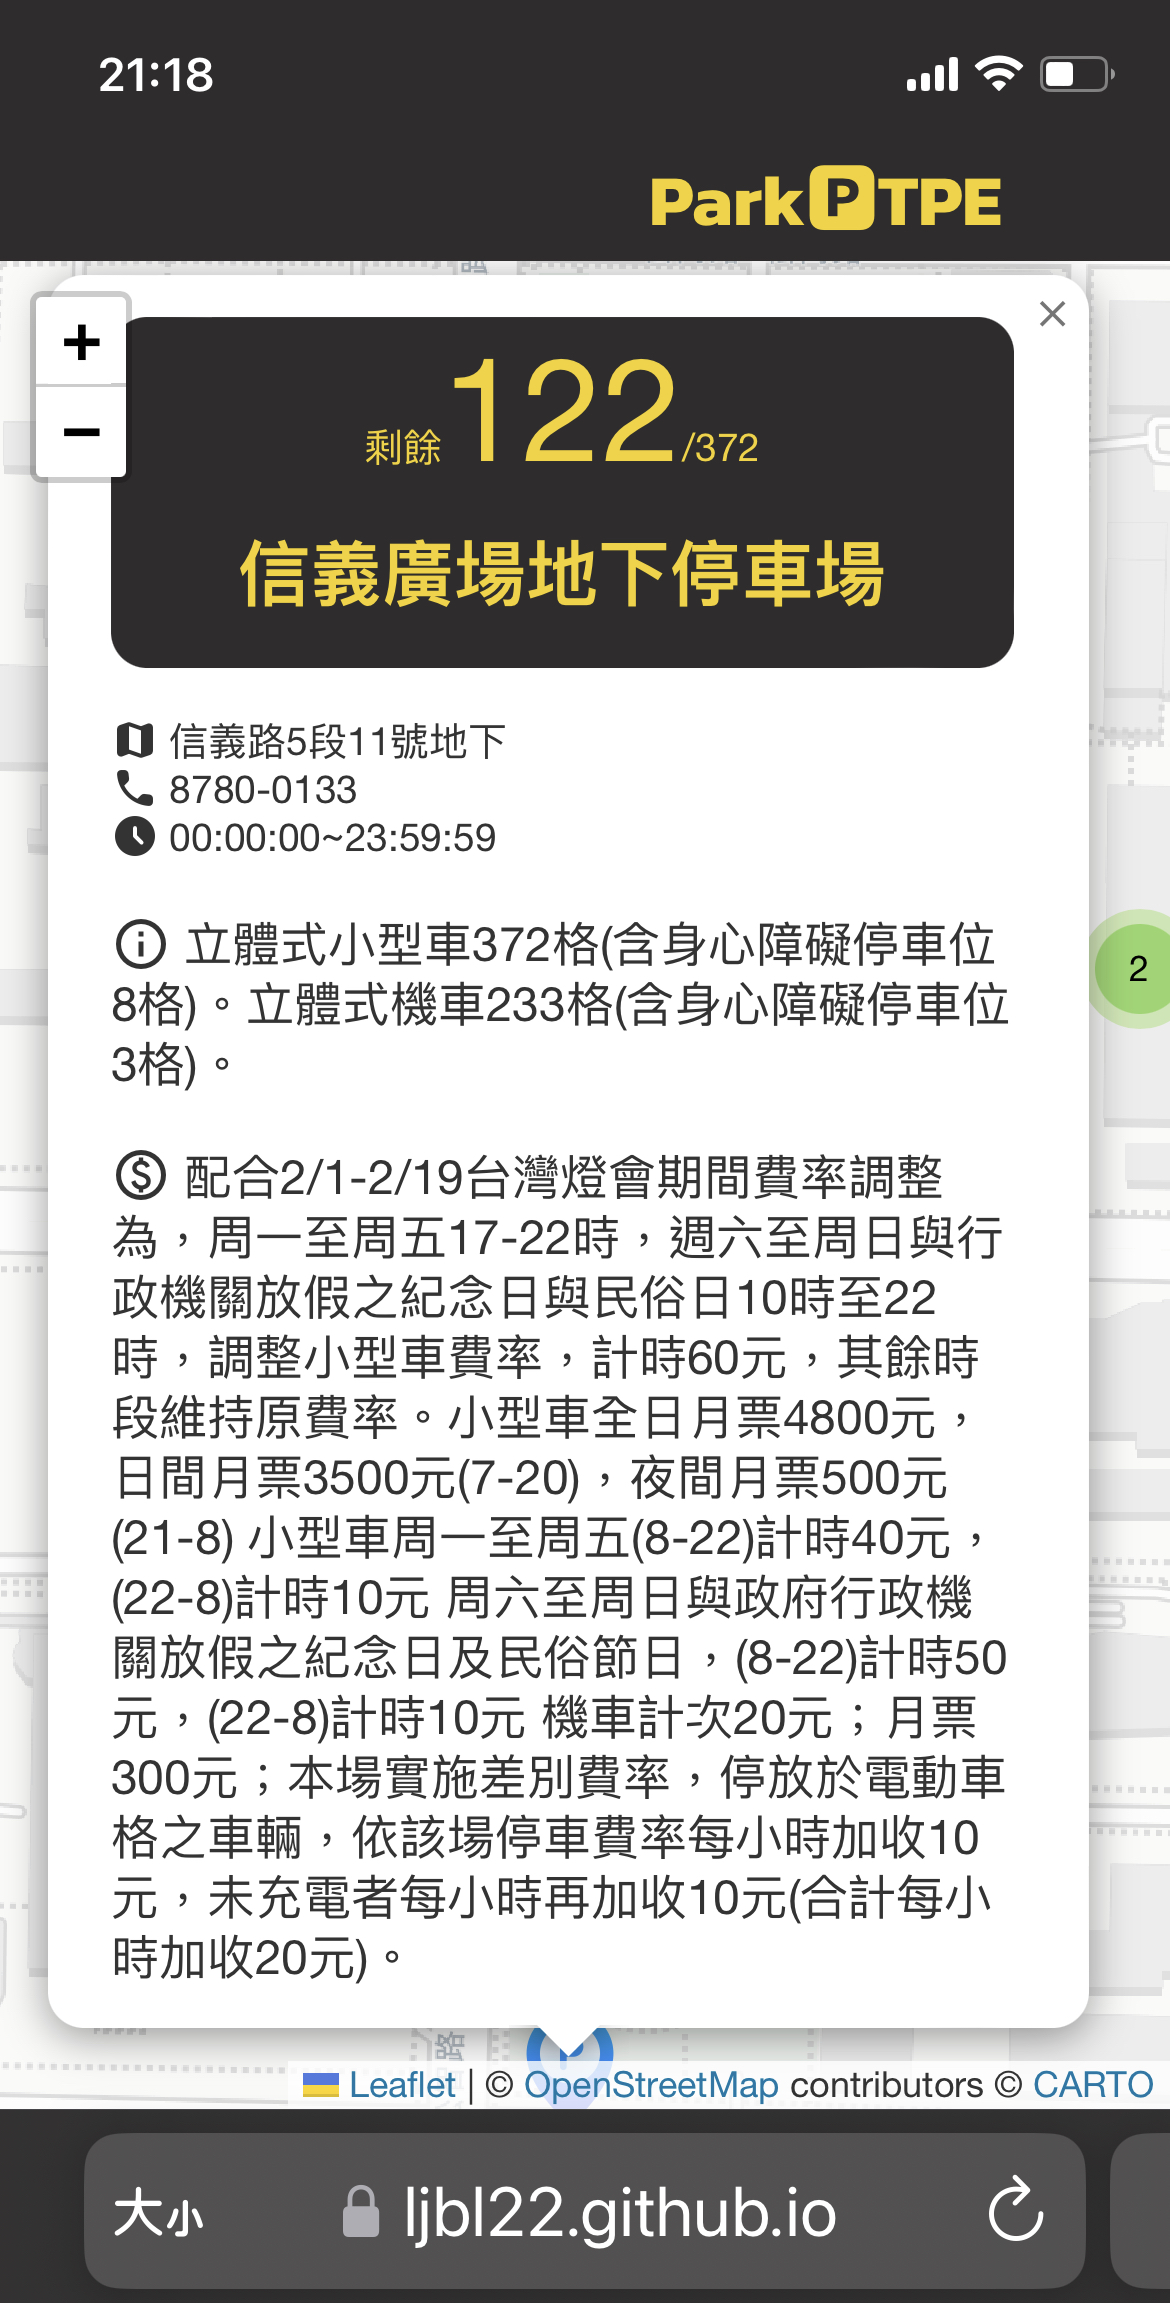 21:18
Park P TPE
+
−
剩餘122/372
信義廣場地下停車場
信義路5段11號地下
8780-0133
00:00:00~23:59:59
立體式小型車372格(含身心障礙停車位
8格)。立體式機車233格(含身心障礙停車位
3格)。
2
配合2/1-2/19台灣燈會期間費率調整
為，周一至周五17-22時，週六至周日與行
政機關放假之紀念日與民俗日10時至22
時，調整小型車費率，計時60元，其餘時
段維持原費率。小型車全日月票4800元，
日間月票3500元(7-20)，夜間月票500元
(21-8) 小型車周一至周五(8-22)計時40元，
(22-8)計時10元 周六至周日與政府行政機
關放假之紀念日及民俗節日，(8-22)計時50
元，(22-8)計時10元 機車計次20元；月票
300元；本場實施差別費率，停放於電動車
格之車輛，依該場停車費率每小時加收10
元，未充電者每小時再加收10元(合計每小
時加收20元)。
路
Leaflet | © OpenStreetMap contributors © CARTO
大小 ljbl22.github.io